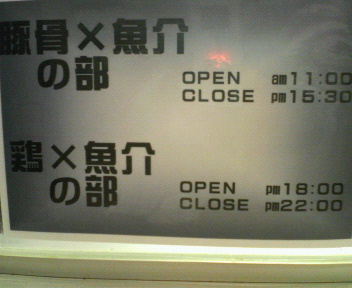 豚骨×魚介
の部
OPEN am11:00
CLOSE pm15:30
鶏×魚介
の部
OPEN pm18:00
CLOSE pm22:00